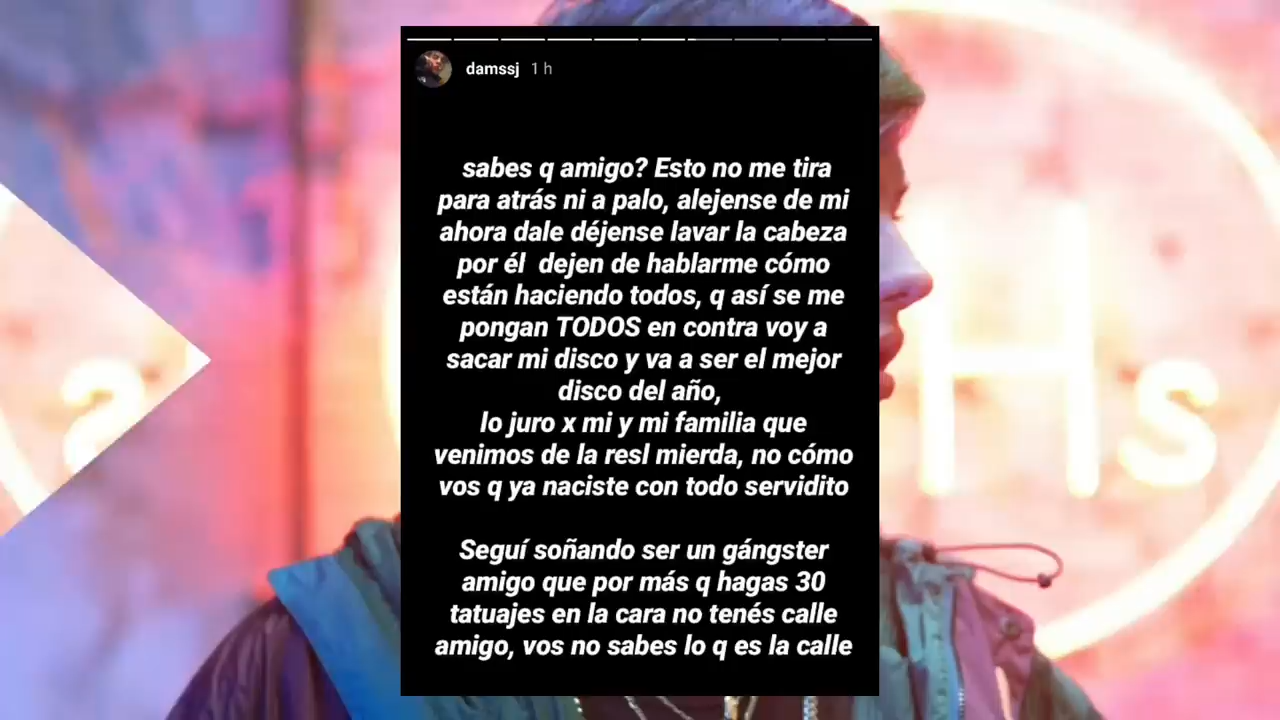 damssj 1 h
sabes q amigo? Esto no me tira
para atrás ni a palo, alejense de mi
ahora dale déjense lavar la cabeza
por él dejen de hablarme cómo
están haciendo todos, q así se me
pongan TODOS en contra voy a
sacar mi disco y va a ser el mejor
disco del año,
lo juro x mi y mi familia que
venimos de la resl mierda, no cómo
vos q ya naciste con todo servidito
Seguí soñando ser un gángster
amigo que por más q hagas 30
tatuajes en la cara no tenés calle
amigo, vos no sabes lo q es la calle